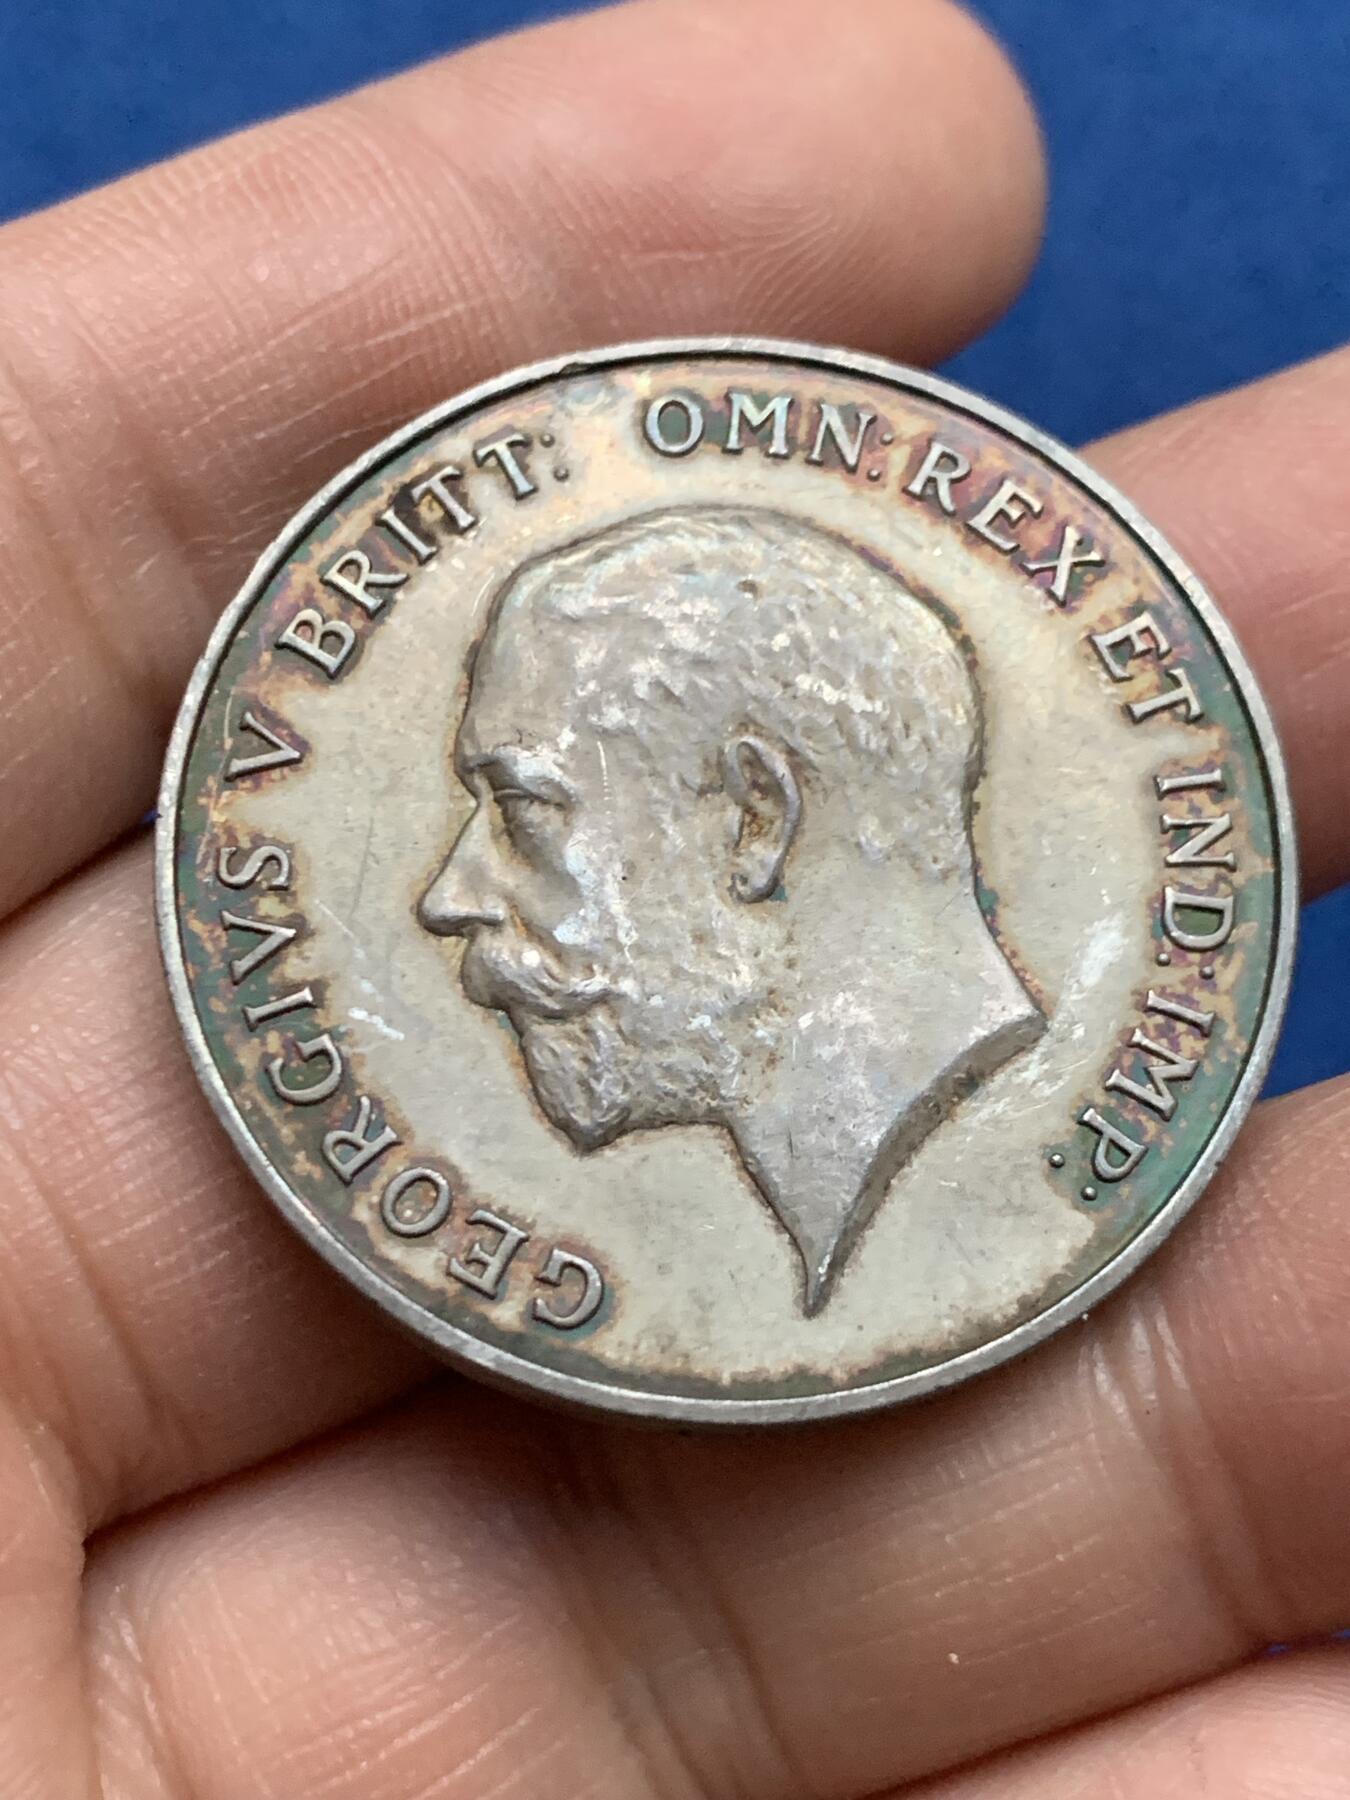 GEORGIVS V BRITT: OMN: REX ET IND: IMP: